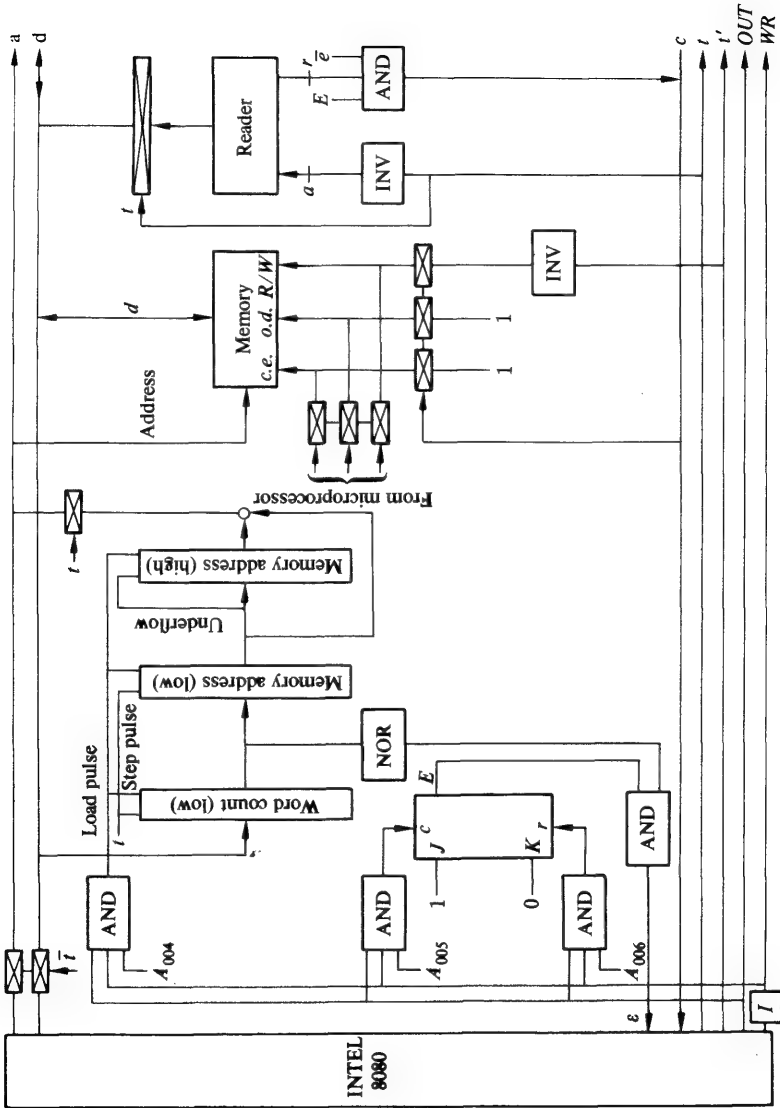 a
d
c
t
t'
OUT
WR
r
e̅
E
AND
Reader
a
INV
t
d
Memory
c.e. o.d. R/W
INV
1
1
Address
From microprocessor
t
Memory address (high)
Underflow
Memory address (low)
Step pulse
Load pulse
Word count (low)
t
NOR
E
J c
K r
1
0
AND
AND
AND
AND
A004
A005
A006
t̅
ε
I
INTEL
8080